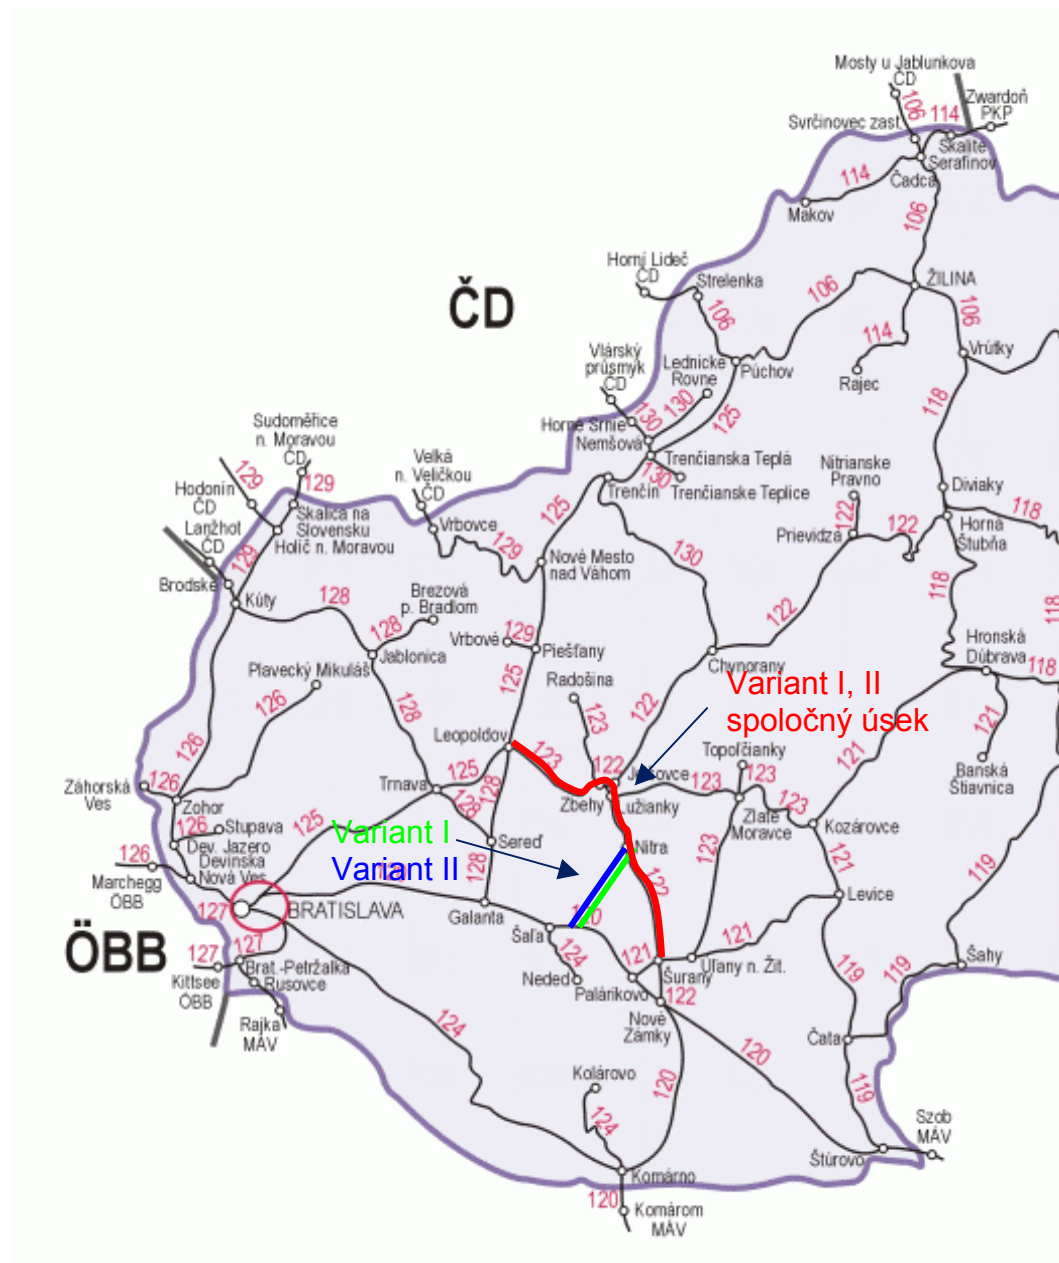 Mosty u Jablunkova
ČD
106
114
Zwardoń
PKP
Svrčinovec zast.
Skalité
Serafínov
Čadca
114
Makov
106
Horní Lideč
ČD
Strelenka
106
ŽILINA
106
106
ČD
114
Vrútky
Vlárský
průsmyk
ČD
Lednické
Rovne
Púchov
Rajec
130
130
125
118
Horné Srnie
Nemšová
Sudoměřice
n. Moravou
ČD
Velká
n. Veličkou
ČD
Trenčianska Teplá
130
Trenčianske Teplice
Trenčín
Nitrianske
Pravno
Diviaky
129
129
Hodonín
ČD
Lanžhot
ČD
Skalica na
Slovensku
Holíč n. Moravou
Vrbovce
125
122
122
118
Prievidza
Horná
Štubňa
129
129
130
Nové Mesto
nad Váhom
Brodské
Kúty
128
Brezová
p. Bradlom
118
118
122
128
Vrbové
129
Piešťany
Jablonica
Hronská
Dúbrava
Chynorany
118
Plavecký Mikuláš
125
Radošina
Variant I, II
spoločný úsek
126
128
123
122
121
Leopoldov
Topoľčianky
126
123
122
Jelšovce
121
Banská
Štiavnica
Záhorská
Ves
126
Trnava
125
128
123
123
123
Zohor
128
Zbehy
Lužianky
Zlaté
Moravce
Kozárovce
126
Stupava
125
Variant I
Sereď
Nitra
Dev. Jazero
Devínska
Nová Ves
126
Variant II
123
121
119
Marchegg
ÖBB
128
122
Levice
127
BRATISLAVA
Galanta
ÖBB
Šaľa
121
127
127
124
121
Kittsee
ÖBB
Brat.-Petržalka
Rusovce
Neded
Šurany
Úľany n. Žit.
119
119
Šahy
Palárikovo
122
Rajka
MÁV
124
Nové
Zámky
Čata
120
Kolárovo
120
119
124
Szob
MÁV
Štúrovo
Komárno
120
Komárom
MÁV